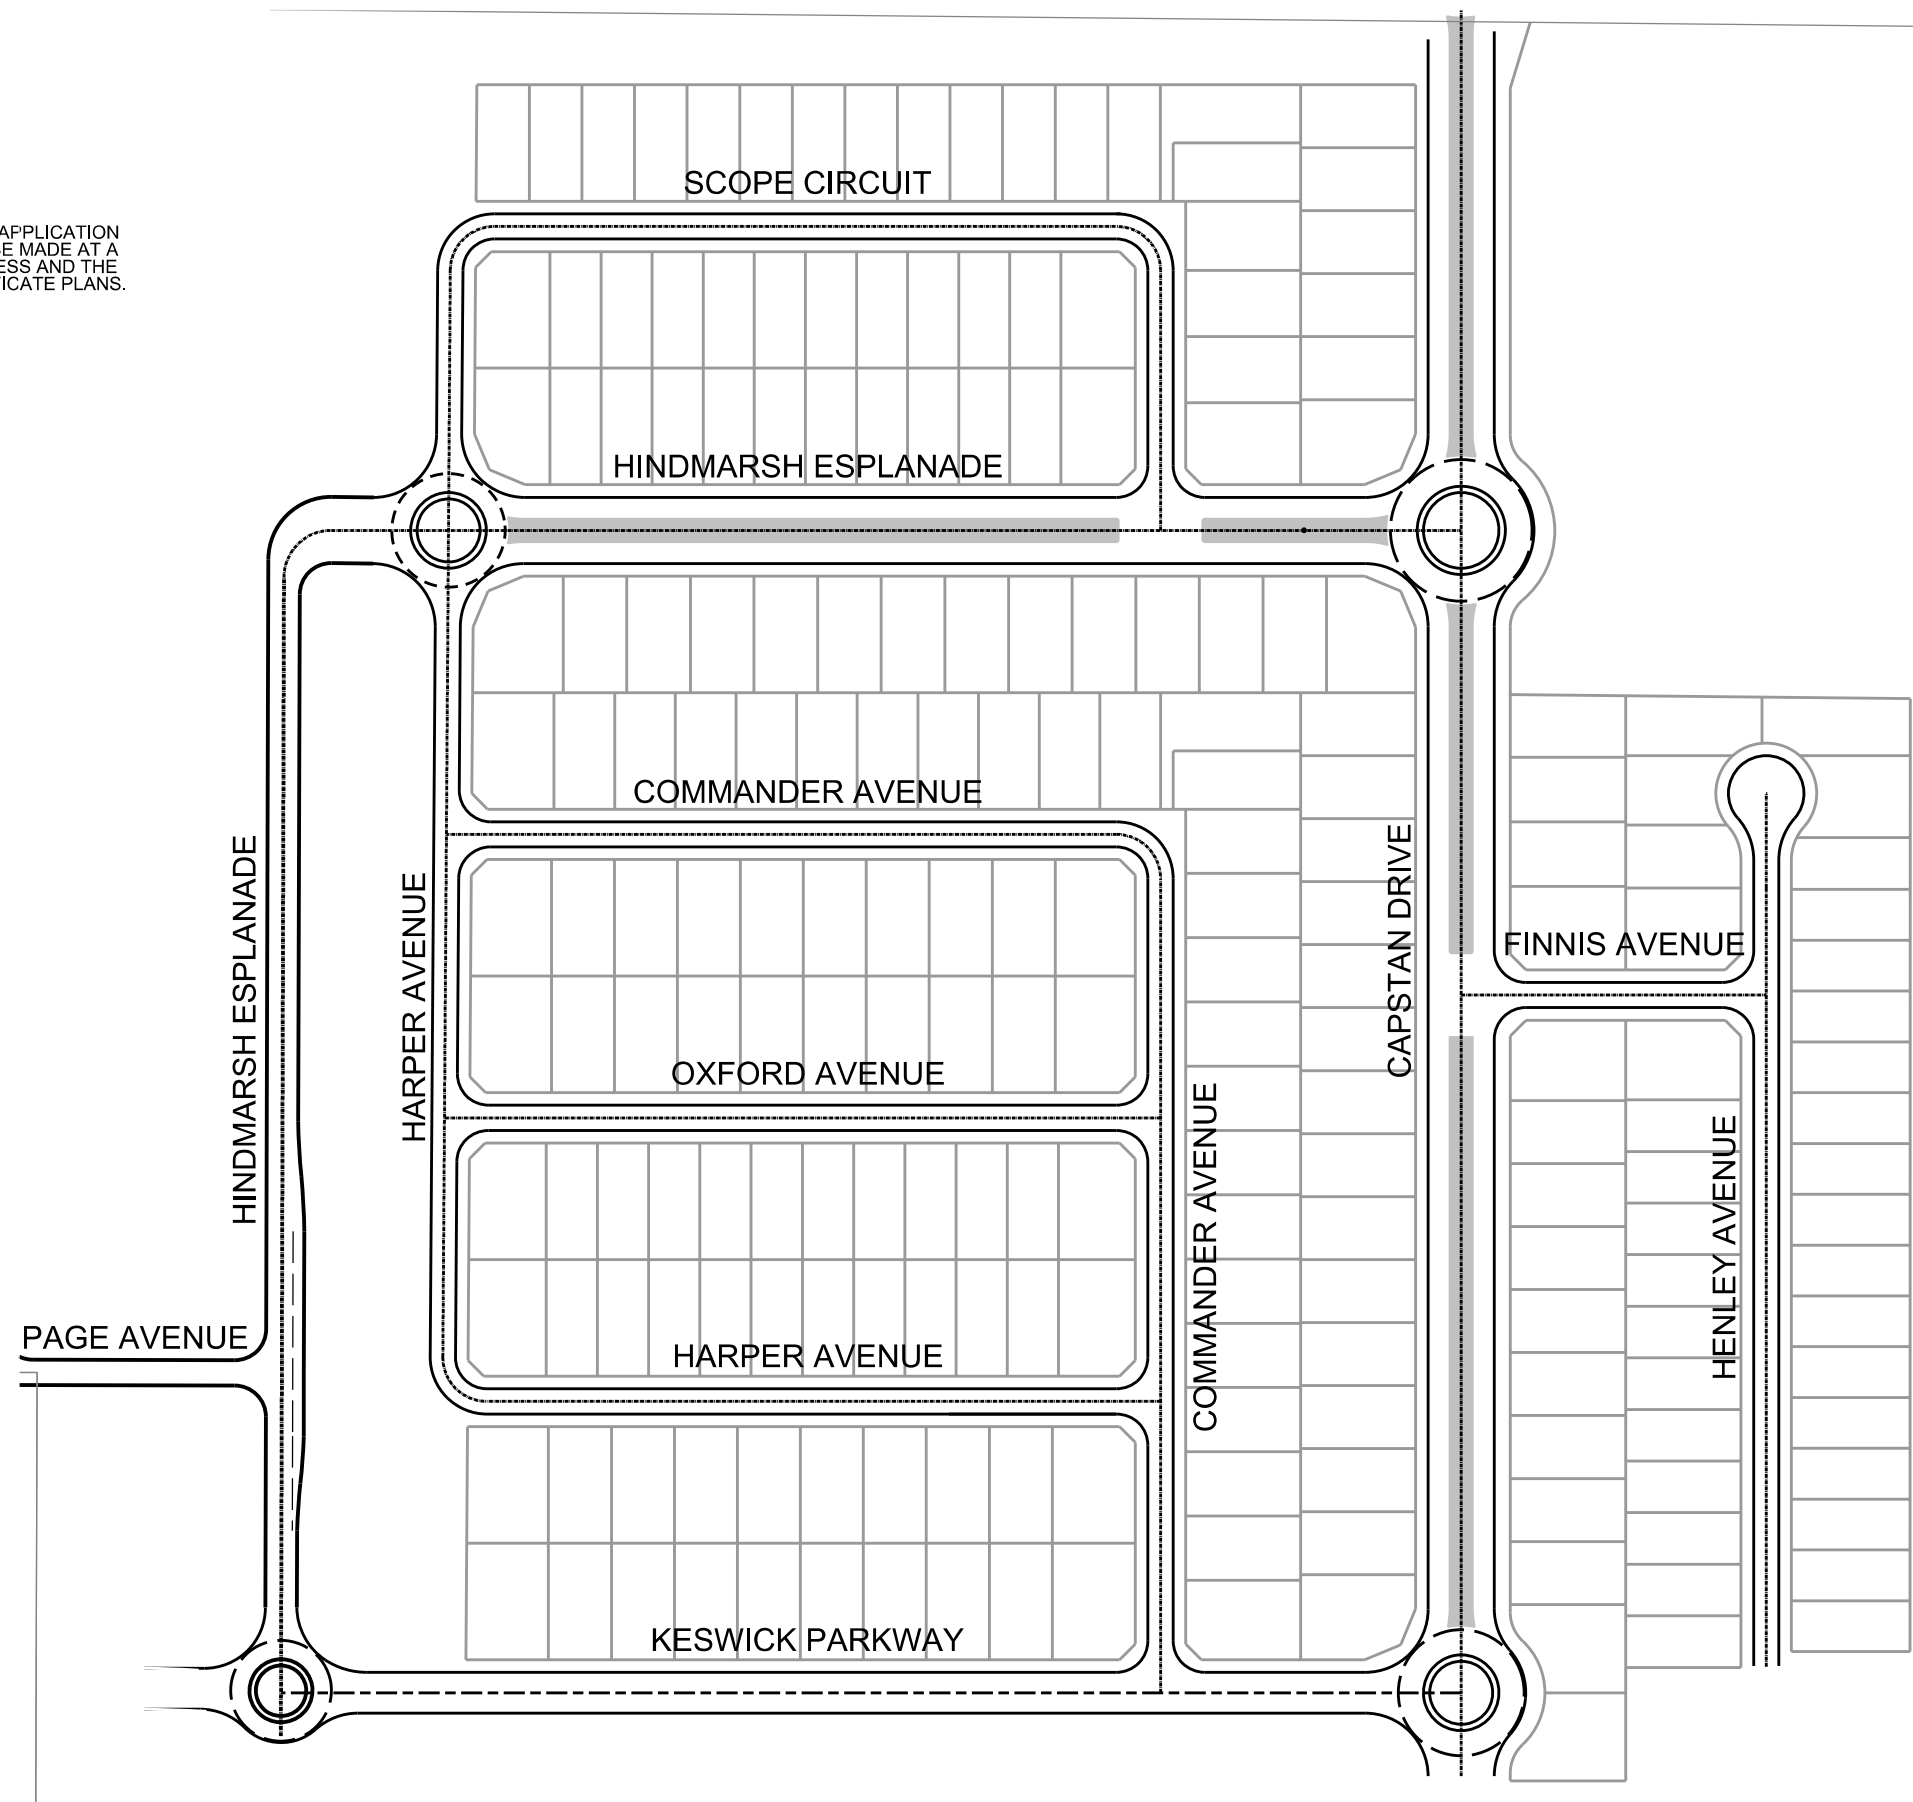 SCOPE CIRCUIT
APPLICATION
E MADE AT A
ESS AND THE
ICATE PLANS.
HINDMARSH ESPLANADE
COMMANDER AVENUE
HINDMARSH ESPLANADE
HARPER AVENUE
CAPSTAN DRIVE
FINNIS AVENUE
OXFORD AVENUE
COMMANDER AVENUE
HENLEY AVENUE
PAGE AVENUE
HARPER AVENUE
KESWICK PARKWAY